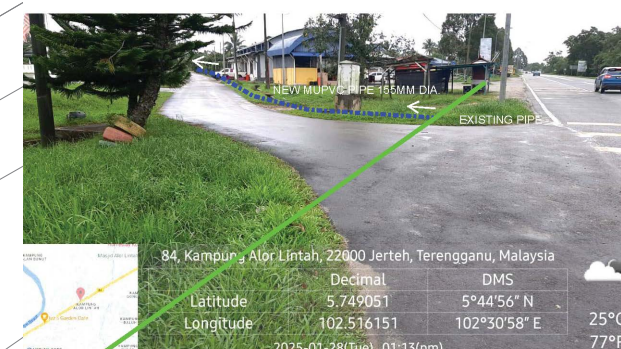 NEW MUPVC PIPE 155MM DIA
EXISTING PIPE
84, Kampung Alor Lintah, 22000 Jerteh, Terengganu, Malaysia
Decimal DMS
Latitude 5.749051 5°44'56" N
Longitude 102.516151 102°30'58" E
25°C
77°F
2025-01-28(Tue) 01:13(pm)